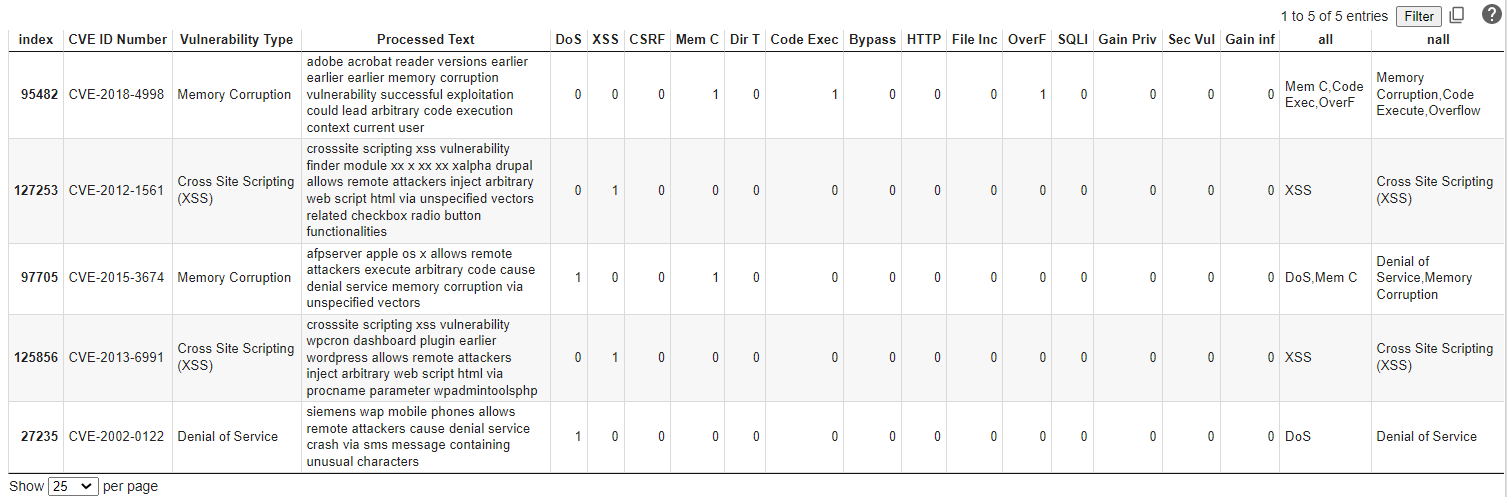 1 to 5 of 5 entries Filter
index CVE ID Number Vulnerability Type Processed Text DoS XSS CSRF Mem C Dir T Code Exec Bypass HTTP File Inc OverF SQLI Gain Priv Sec Vul Gain inf all nall
95482 CVE-2018-4998 Memory Corruption
adobe acrobat reader versions earlier
earlier earlier memory corruption
vulnerability successful exploitation
could lead arbitrary code execution
context current user
0 0 0 1 0 1 0 0 0 1 0 0 0 0
Mem C,Code
Exec,OverF
Memory
Corruption,Code
Execute,Overflow
127253 CVE-2012-1561
Cross Site Scripting
(XSS)
crosssite scripting xss vulnerability
finder module xx x xx xx xalpha drupal
allows remote attackers inject arbitrary
web script html via unspecified vectors
related checkbox radio button
functionalities
0 1 0 0 0 0 0 0 0 0 0 0 0 0 XSS
Cross Site Scripting
(XSS)
97705 CVE-2015-3674 Memory Corruption
afpserver apple os x allows remote
attackers execute arbitrary code cause
denial service memory corruption via
unspecified vectors
1 0 0 1 0 0 0 0 0 0 0 0 0 0 DoS,Mem C
Denial of
Service,Memory
Corruption
125856 CVE-2013-6991
Cross Site Scripting
(XSS)
crosssite scripting xss vulnerability
wpcron dashboard plugin earlier
wordpress allows remote attackers
inject arbitrary web script html via
procname parameter wpadmintoolsphp
0 1 0 0 0 0 0 0 0 0 0 0 0 0 XSS
Cross Site Scripting
(XSS)
27235 CVE-2002-0122 Denial of Service
siemens wap mobile phones allows
remote attackers cause denial service
crash via sms message containing
unusual characters
1 0 0 0 0 0 0 0 0 0 0 0 0 0 DoS Denial of Service
Show 25 per page